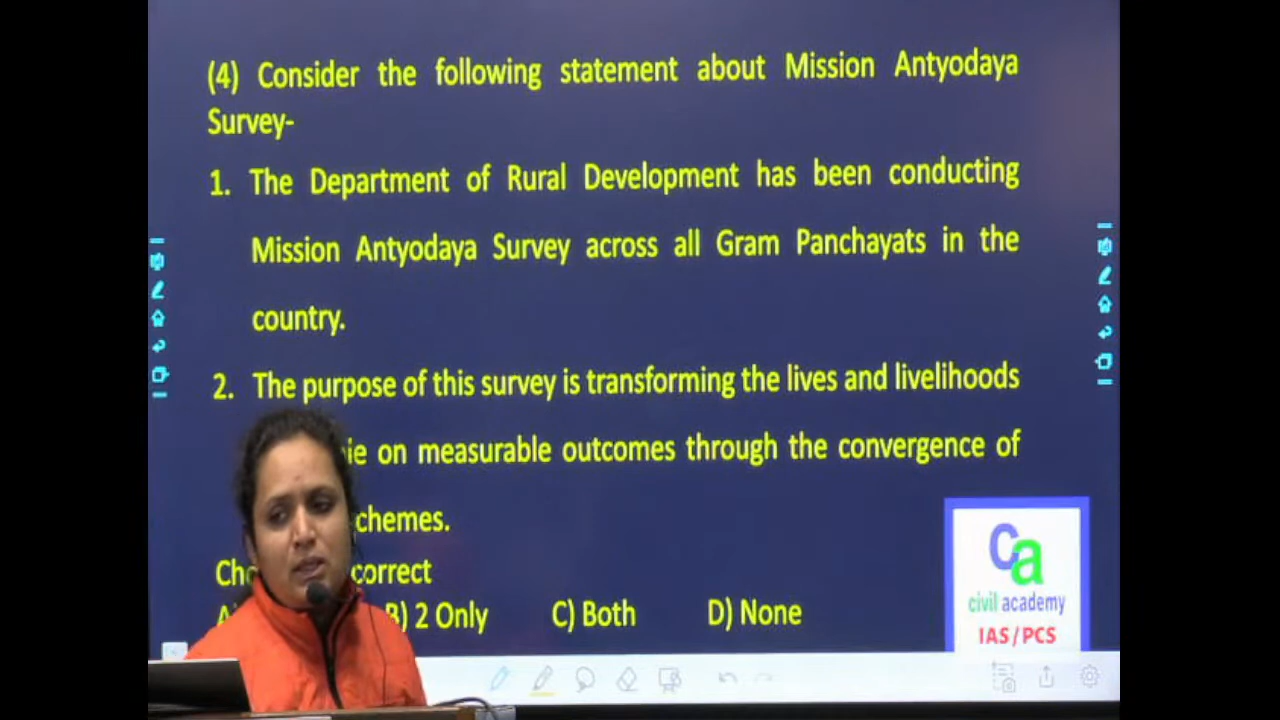 (4) Consider the following statement about Mission Antyodaya
Survey-
1. The Department of Rural Development has been conducting
Mission Antyodaya Survey across all Gram Panchayats in the
country.
2. The purpose of this survey is transforming the lives and livelihoods
on measurable outcomes through the convergence of
chemes.
correct
B) 2 Only C) Both D) None
Ca
civil academy
IAS/PCS